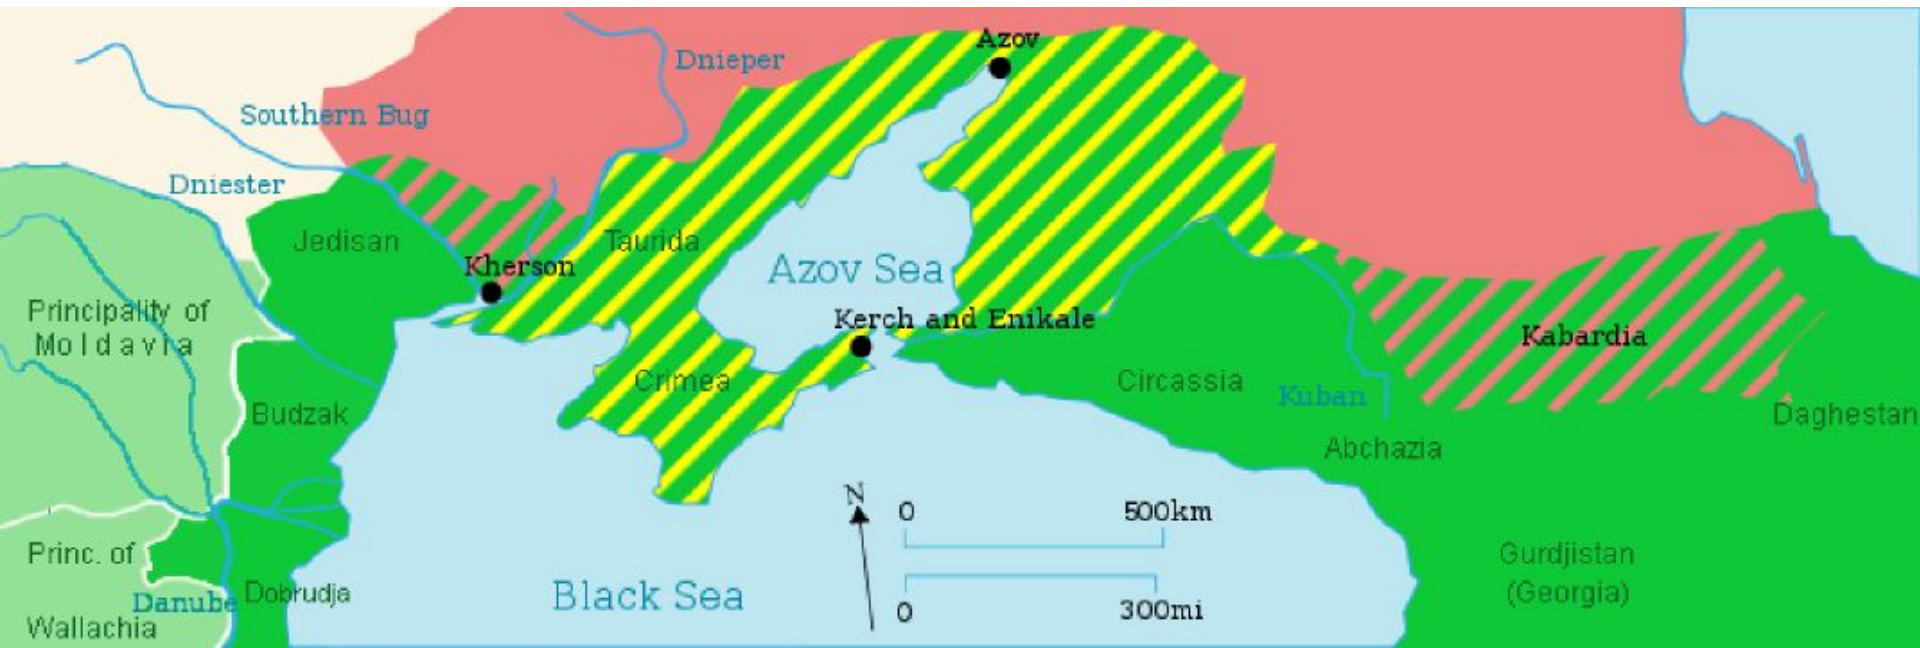 Azov
Dnieper
Southern Bug
Dniester
Jedisan
Taurida
Kherson
Azov Sea
Principality of
Moldavia
Kerch and Enikale
Kabardia
Crimea
Circassia
Kuban
Budzak
Daghestan
Abchazia
N
0
500km
Princ. of
Gurdjistan
(Georgia)
Danube
Dobrudja
Black Sea
0
300mi
Wallachia